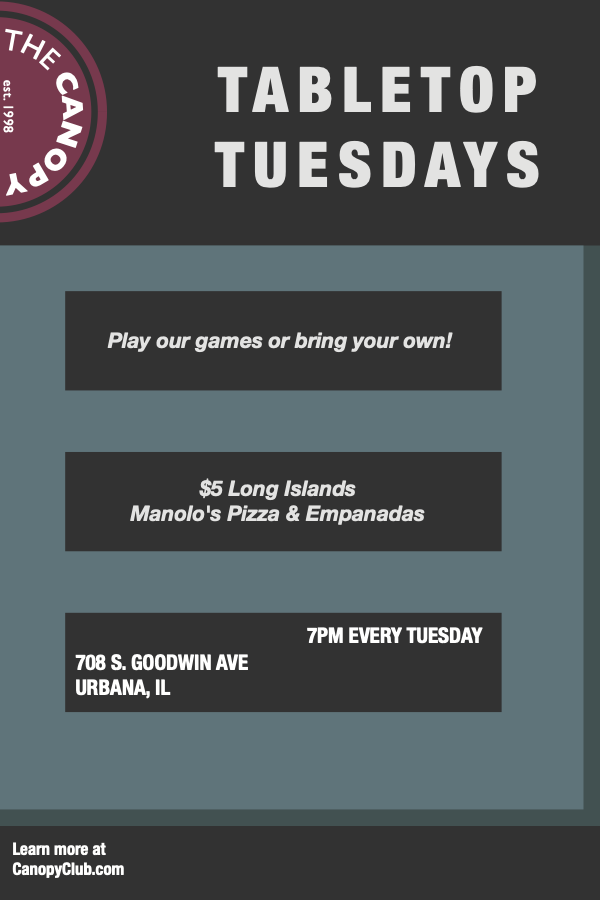 THE CANOPY
est. 1998
TABLETOP
TUESDAYS
Play our games or bring your own!
$5 Long Islands
Manolo's Pizza & Empanadas
7PM EVERY TUESDAY
708 S. GOODWIN AVE
URBANA, IL
Learn more at
CanopyClub.com